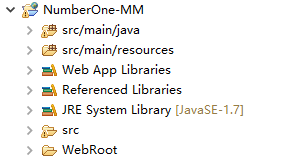 NumberOne-MM
src/main/java
src/main/resources
Web App Libraries
Referenced Libraries
JRE System Library [JavaSE-1.7]
src
WebRoot